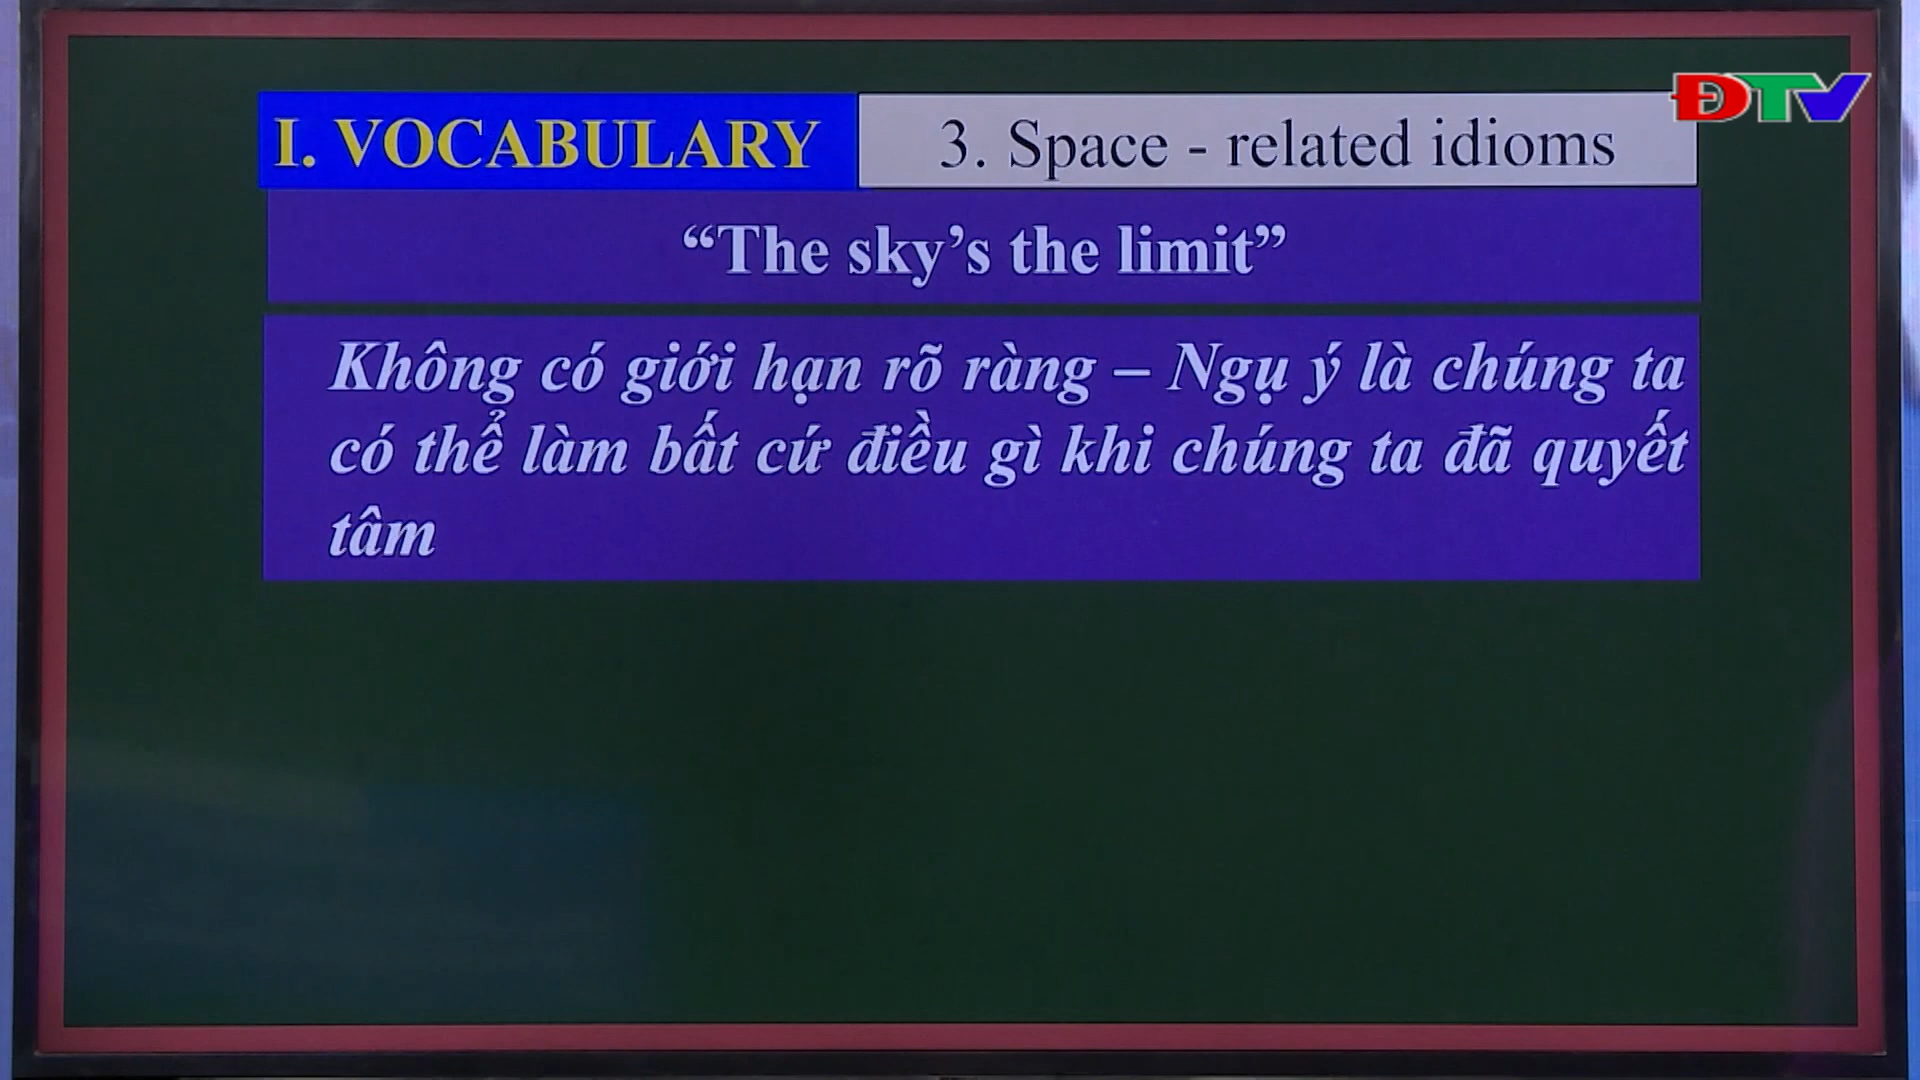 ĐTV
I. VOCABULARY
3. Space - related idioms
“The sky’s the limit”
Không có giới hạn rõ ràng – Ngụ ý là chúng ta
có thể làm bất cứ điều gì khi chúng ta đã quyết
tâm